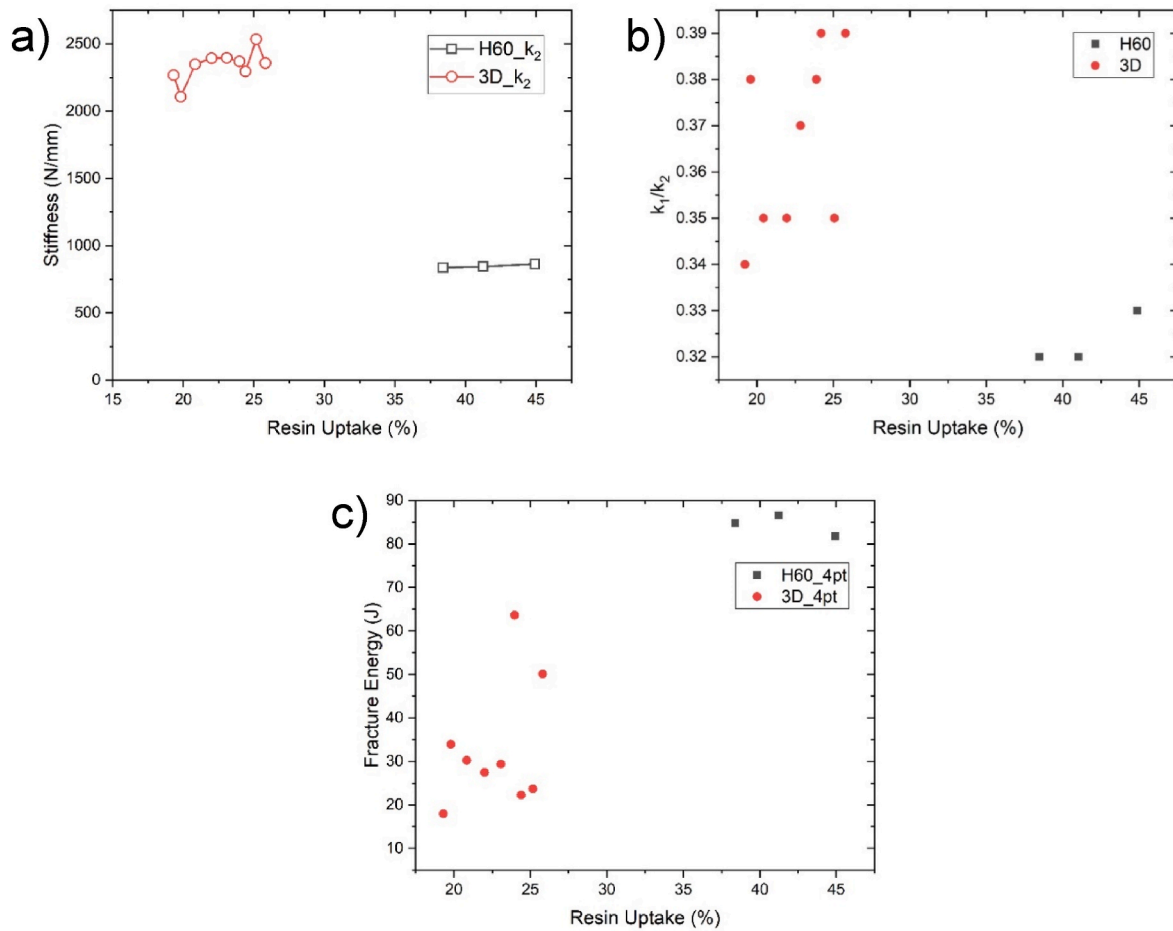 a)
2500
2000
1500
1000
500
0
Stiffness (N/mm)
H60_k2
3D_k2
15 20 25 30 35 40 45
Resin Uptake (%)
b)
0.39
0.38
0.37
0.36
0.35
0.34
0.33
0.32
k1/k2
H60
3D
20 25 30 35 40 45
Resin Uptake (%)
c)
90
80
70
60
50
40
30
20
10
Fracture Energy (J)
H60_4pt
3D_4pt
20 25 30 35 40 45
Resin Uptake (%)